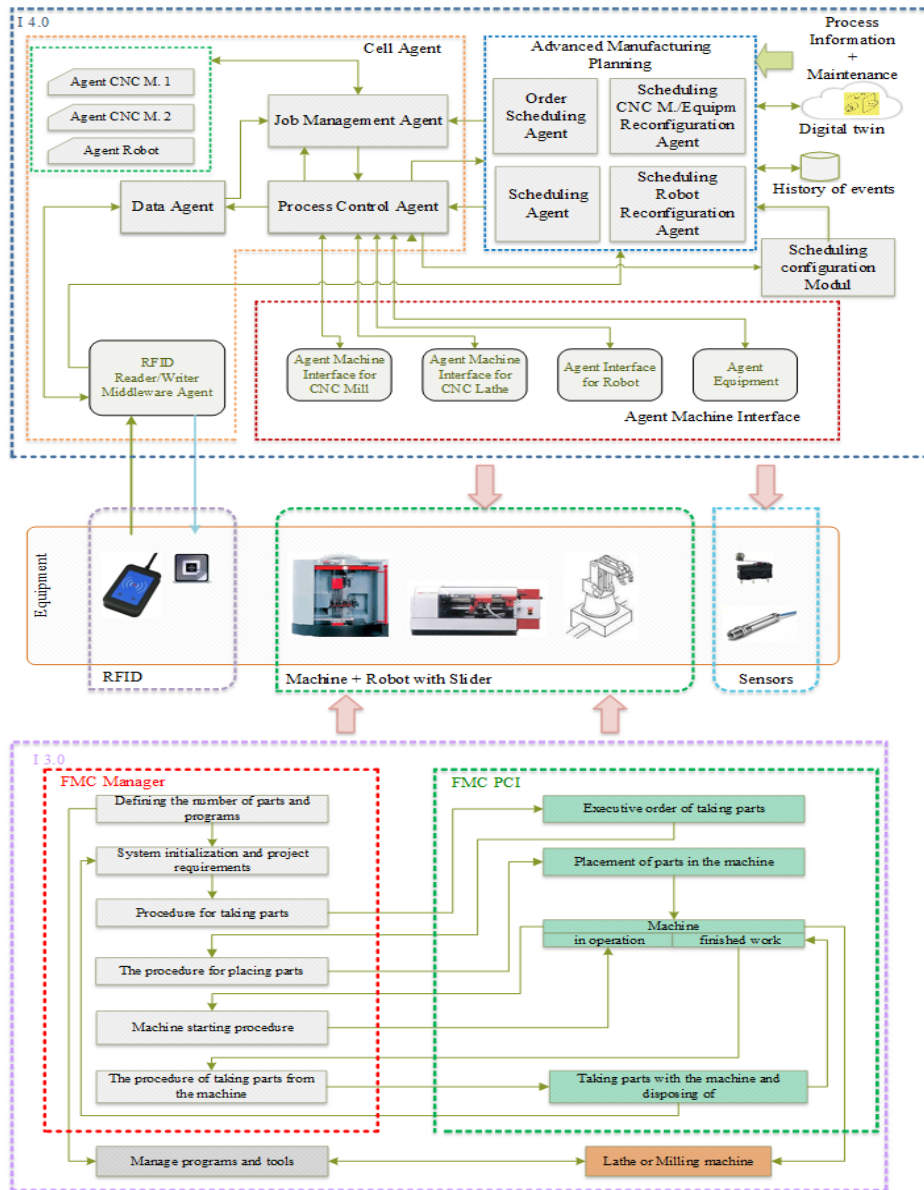 I 4.0
Cell Agent
Agent CNC M. 1
Agent CNC M. 2
Agent Robot
Job Management Agent
Data Agent
Process Control Agent
Advanced Manufacturing
Planning
Order
Scheduling
Agent
Scheduling
CNC M./Equipm
Reconfiguration
Agent
Scheduling
Agent
Scheduling
Robot
Reconfiguration
Agent
Process
Information
+
Maintenance
Digital twin
History of events
Scheduling
configuration
Modul
RFID
Reader/Writer
Middleware Agent
Agent Machine
Interface for
CNC Mill
Agent Machine
Interface for
CNC Lathe
Agent Interface
for Robot
Agent
Equipment
Agent Machine Interface
Equipment
RFID
Machine + Robot with Slider
Sensors
I 3.0
FMC Manager
Defining the number of parts and
programs
System initialization and project
requirements
Procedure for taking parts
The procedure for placing parts
Machine starting procedure
The procedure of taking parts from
the machine
Manage programs and tools
FMC PCI
Executive order of taking parts
Placement of parts in the machine
Machine
in operation
finished work
Taking parts with the machine and
disposing of
Lathe or Milling machine